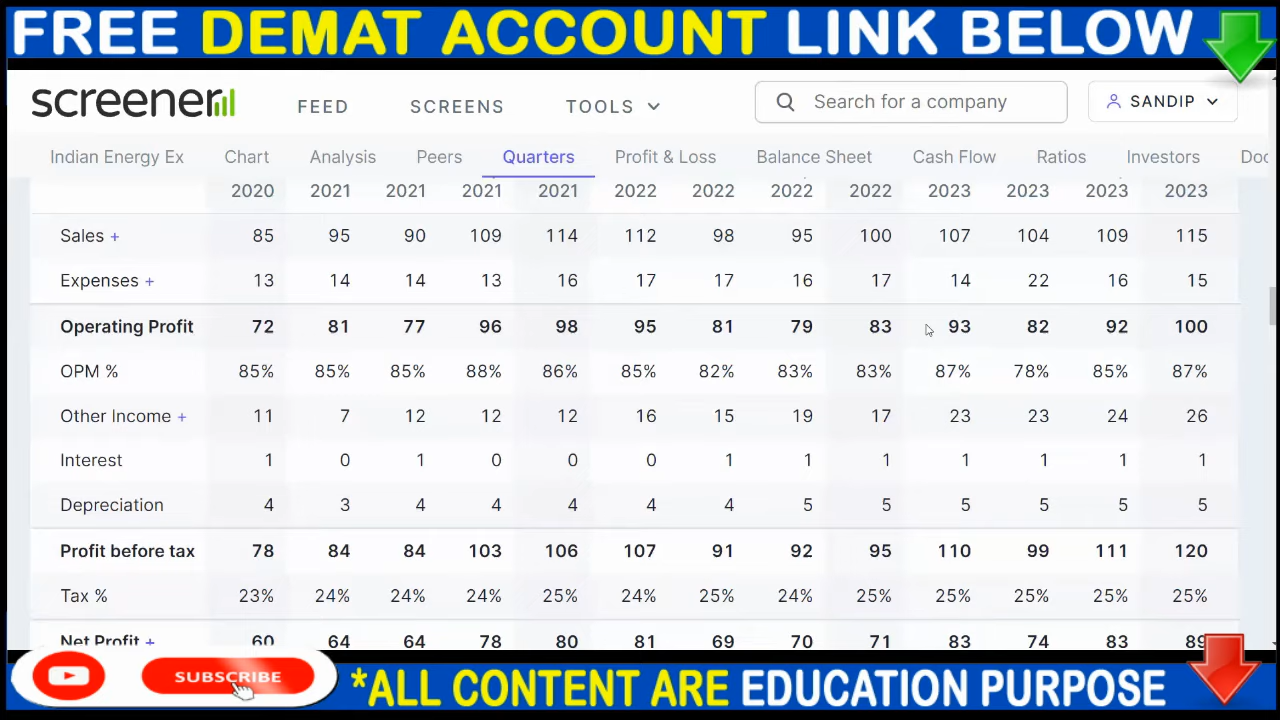 FREE DEMAT ACCOUNT LINK BELOW
screener FEED SCREENS TOOLS Search for a company SANDIP
Indian Energy Ex Chart Analysis Peers Quarters Profit & Loss Balance Sheet Cash Flow Ratios Investors Doc
2020 2021 2021 2021 2021 2022 2022 2022 2022 2023 2023 2023 2023
Sales + 85 95 90 109 114 112 98 95 100 107 104 109 115
Expenses + 13 14 14 13 16 17 17 16 17 14 22 16 15
Operating Profit 72 81 77 96 98 95 81 79 83 93 82 92 100
OPM % 85% 85% 85% 88% 86% 85% 82% 83% 83% 87% 78% 85% 87%
Other Income + 11 7 12 12 12 16 15 19 17 23 23 24 26
Interest 1 0 1 0 0 0 1 1 1 1 1 1 1
Depreciation 4 3 4 4 4 4 4 5 5 5 5 5 5
Profit before tax 78 84 84 103 106 107 91 92 95 110 99 111 120
Tax % 23% 24% 24% 24% 25% 24% 25% 24% 25% 25% 25% 25% 25%
Net Profit + 60 64 64 78 80 81 69 70 71 83 74 83 89
SUBSCRIBE *ALL CONTENT ARE EDUCATION PURPOSE